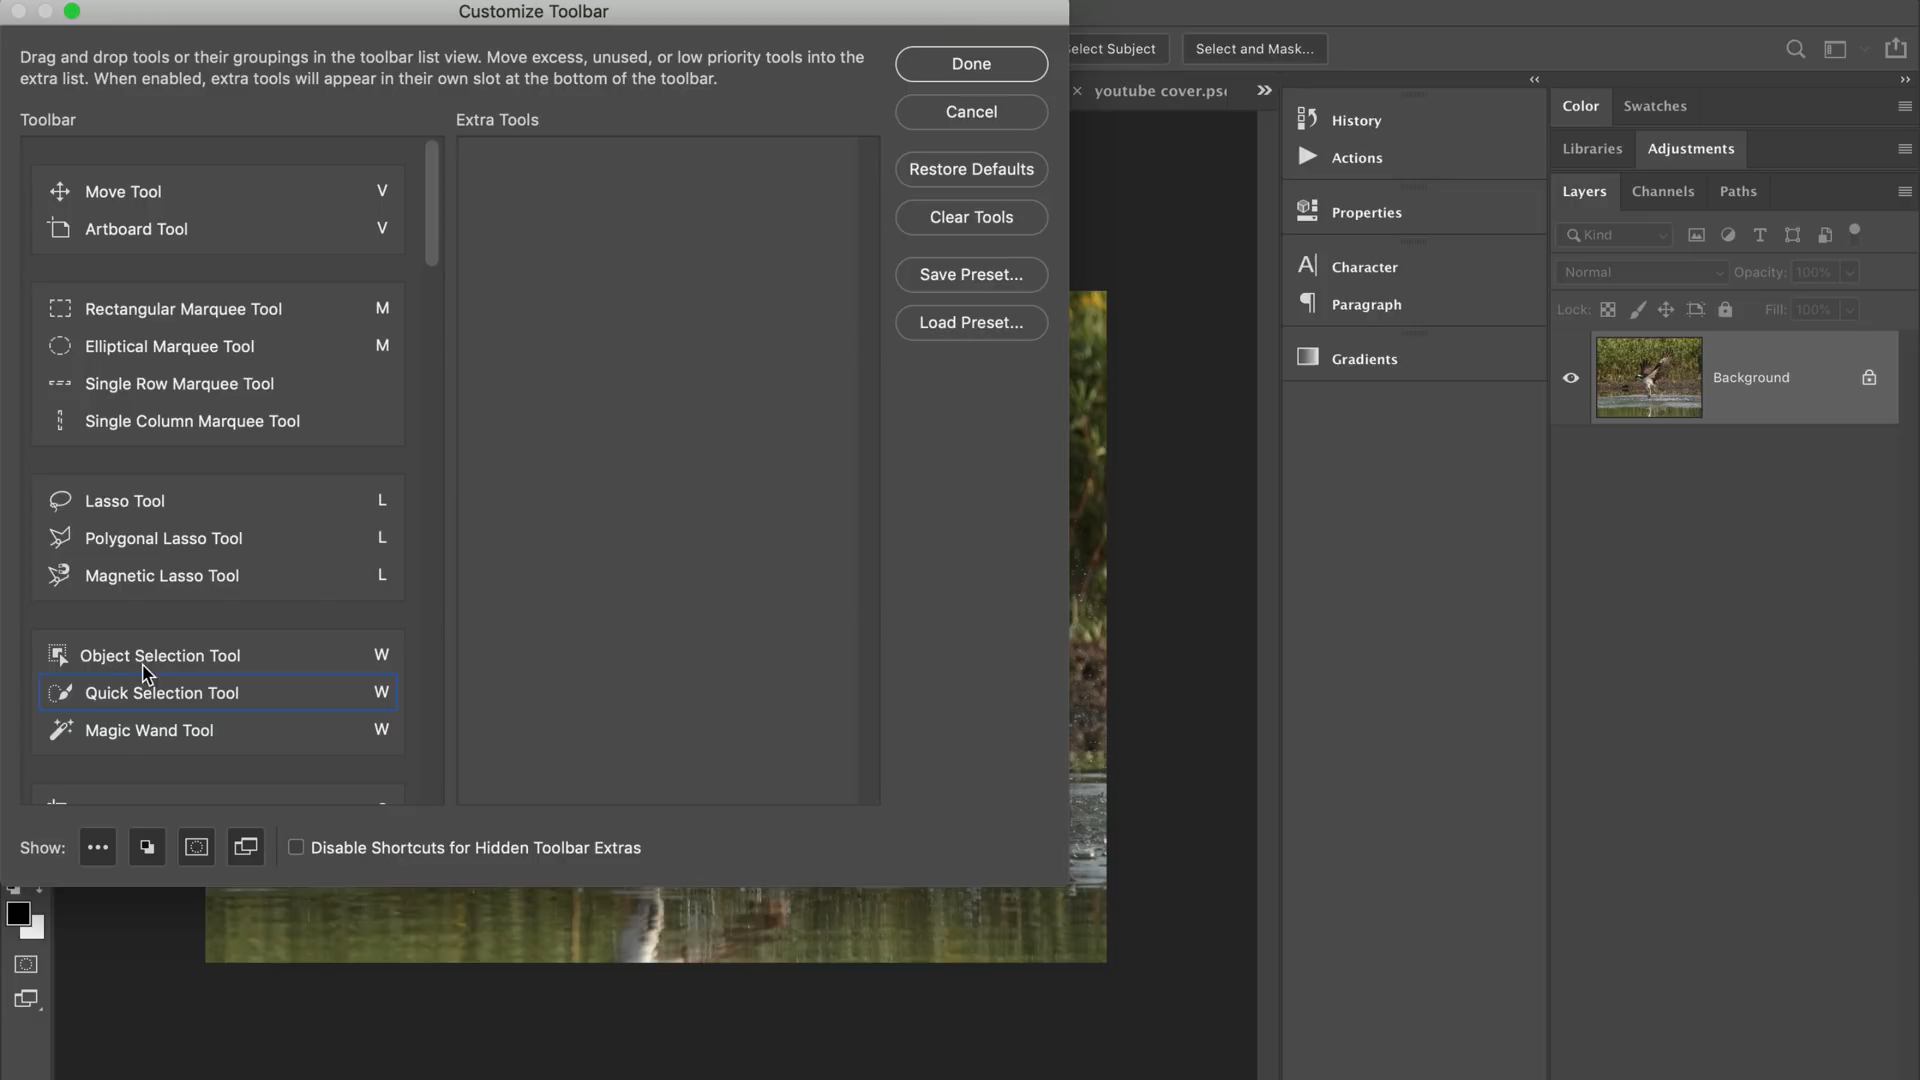 Customize Toolbar
Drag and drop tools or their groupings in the toolbar list view. Move excess, unused, or low priority tools into the
extra list. When enabled, extra tools will appear in their own slot at the bottom of the toolbar.
Toolbar
Extra Tools
Move Tool V
Artboard Tool V
Rectangular Marquee Tool M
Elliptical Marquee Tool M
Single Row Marquee Tool
Single Column Marquee Tool
Lasso Tool L
Polygonal Lasso Tool L
Magnetic Lasso Tool L
Object Selection Tool W
Quick Selection Tool W
Magic Wand Tool W
Done
Cancel
Restore Defaults
Clear Tools
Save Preset...
Load Preset...
Show:
Disable Shortcuts for Hidden Toolbar Extras
Select Subject
Select and Mask...
youtube cover.psd
History
Actions
Properties
Character
Paragraph
Gradients
Color Swatches
Libraries Adjustments
Layers Channels Paths
Kind
Normal Opacity: 100%
Lock: Fill: 100%
Background